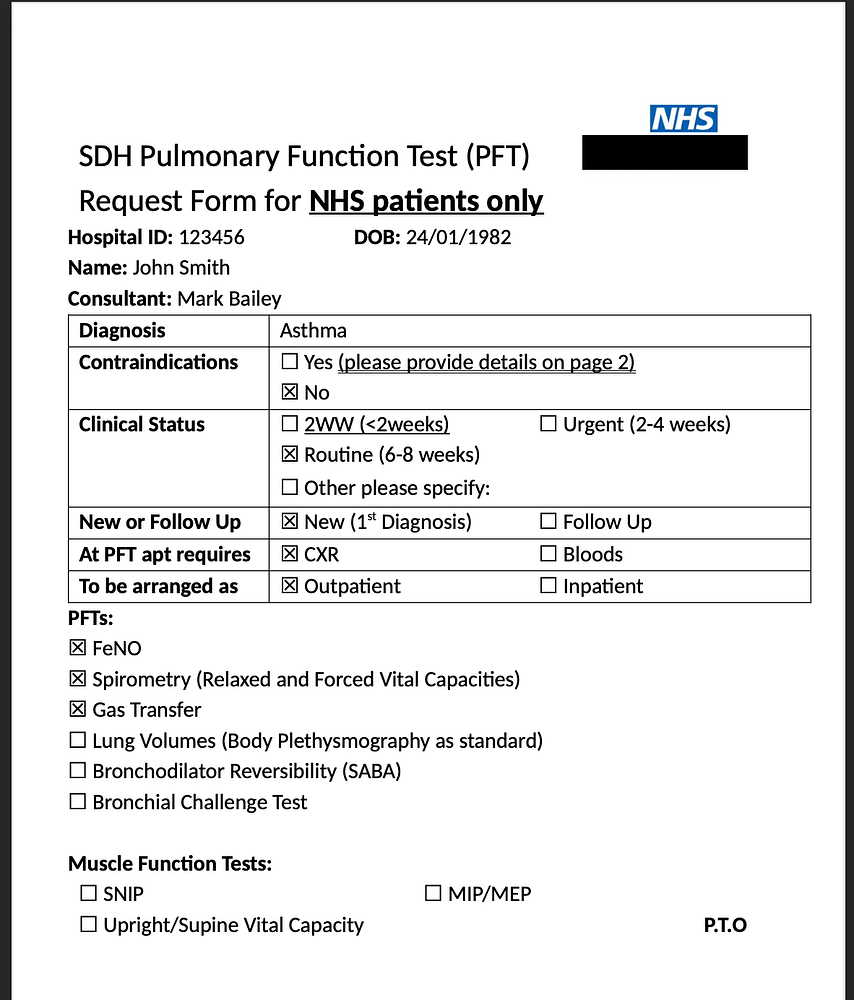 NHS
SDH Pulmonary Function Test (PFT)
Request Form for NHS patients only
Hospital ID: 123456 DOB: 24/01/1982
Name: John Smith
Consultant: Mark Bailey
Diagnosis Asthma
Contraindications ☐ Yes (please provide details on page 2)
☒ No
Clinical Status ☐ 2WW (<2weeks) ☐ Urgent (2-4 weeks)
☒ Routine (6-8 weeks)
☐ Other please specify:
New or Follow Up ☒ New (1st Diagnosis) ☐ Follow Up
At PFT apt requires ☒ CXR ☐ Bloods
To be arranged as ☒ Outpatient ☐ Inpatient
PFTs:
☒ FeNO
☒ Spirometry (Relaxed and Forced Vital Capacities)
☒ Gas Transfer
☐ Lung Volumes (Body Plethysmography as standard)
☐ Bronchodilator Reversibility (SABA)
☐ Bronchial Challenge Test
Muscle Function Tests:
☐ SNIP ☐ MIP/MEP
☐ Upright/Supine Vital Capacity P.T.O